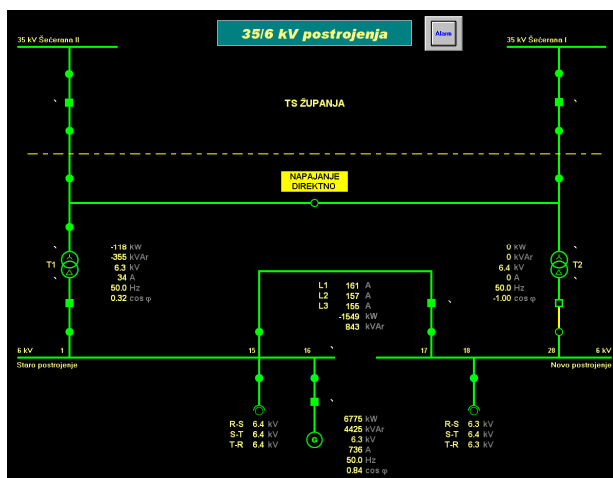 35/6 kV postrojenja
Alarm
35 kV Šećerana II
35 kV Šećerana I
TS ŽUPANJA
NAPAJANJE
DIREKTNO
T1
-118 kW
-355 kVAr
6.3 kV
34 A
50.0 Hz
0.32 cos φ
L1 161 A
L2 157 A
L3 155 A
-1549 kW
843 kVAr
0 kW
0 kVAr
6.4 kV
0 A
50.0 Hz
-1.00 cos φ
T2
6 kV 1 15 16 17 18 28 6 kV
Staro postrojenje
Novo postrojenje
R-S 6.4 kV
S-T 6.4 kV
T-R 6.4 kV
G
6775 kW
4425 kVAr
6.3 kV
736 A
50.0 Hz
0.84 cos φ
R-S 6.3 kV
S-T 6.4 kV
T-R 6.3 kV